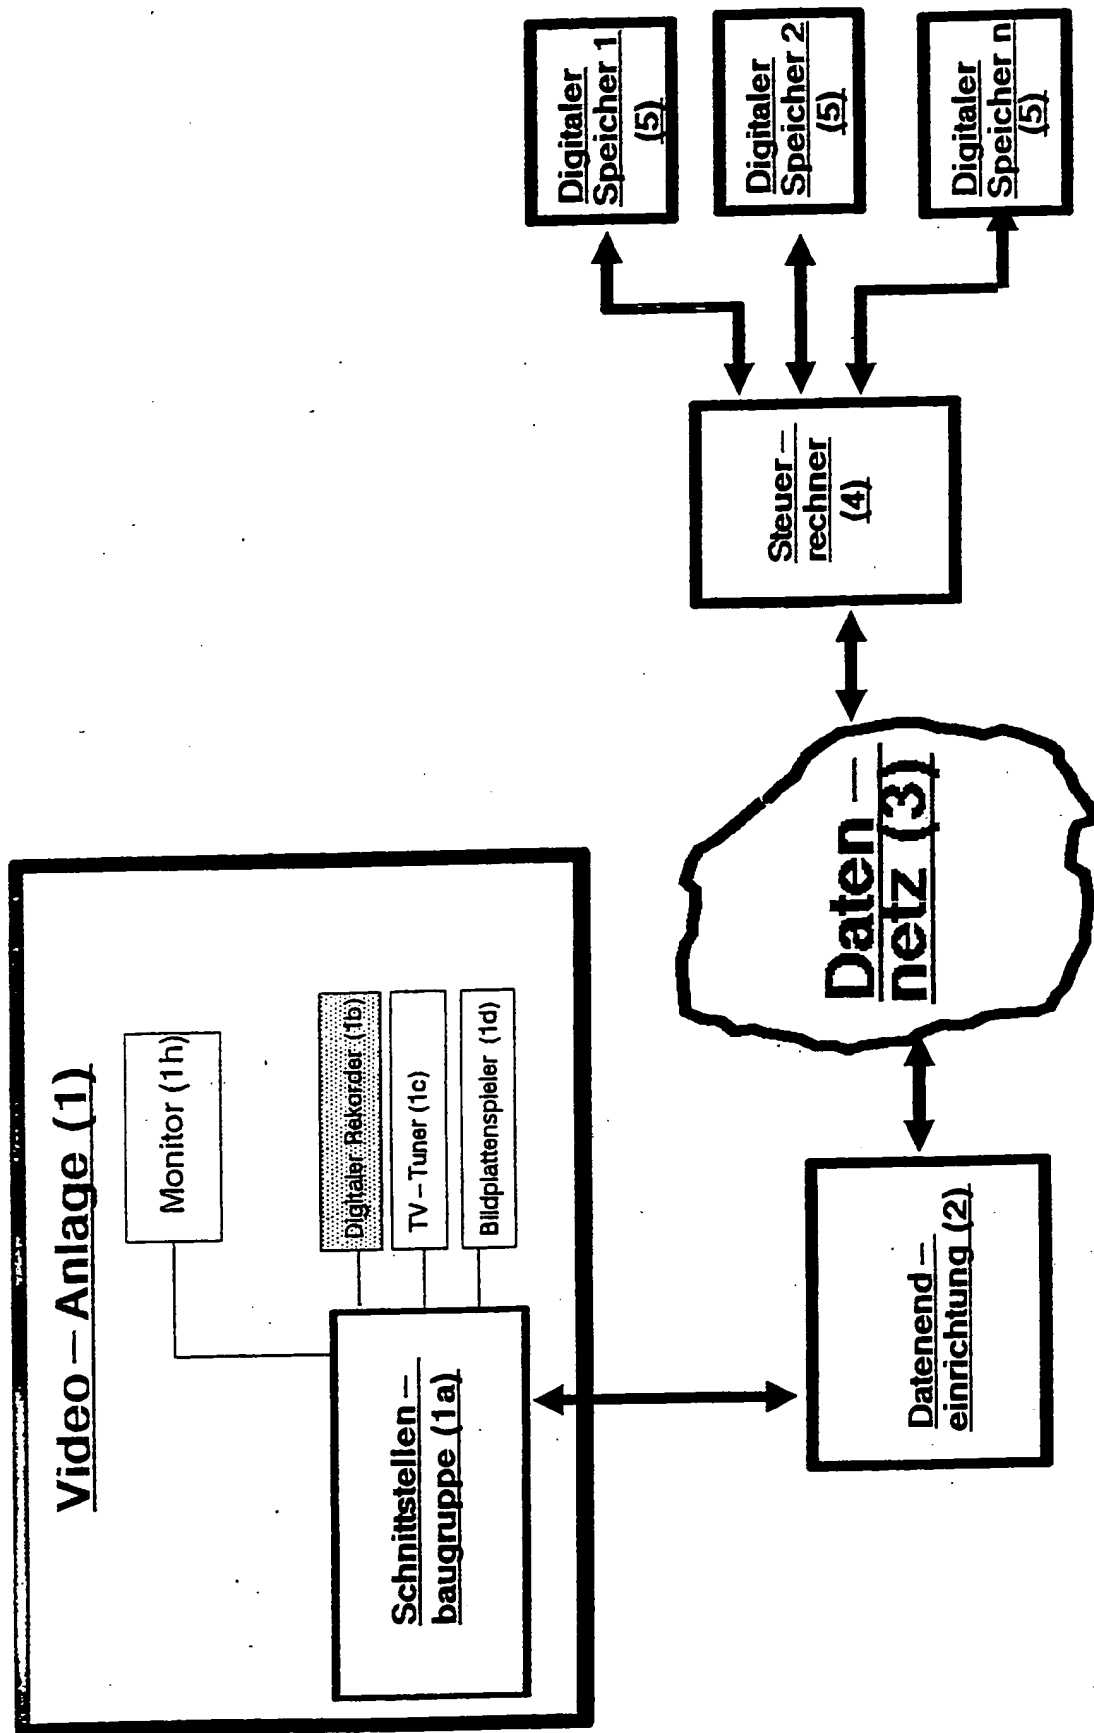 Video–Anlage (1)
Monitor (1h)
Digitaler Rekorder (1b)
TV–Tuner (1c)
Bildplattenspieler (1d)
Schnittstellen–
baugruppe (1a)
Datenend–
einrichtung (2)
Daten–
netz (3)
Steuer–
rechner
(4)
Digitaler
Speicher 1
(5)
Digitaler
Speicher 2
(5)
Digitaler
Speicher n
(5)